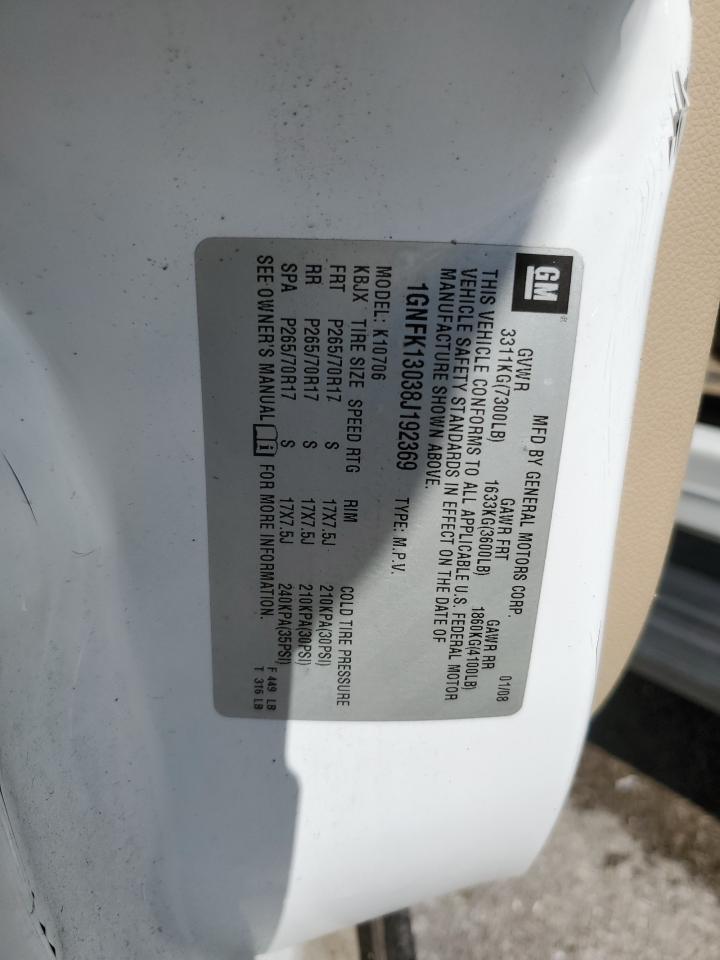 GM ®
MFD BY GENERAL MOTORS CORP.
01/08
GVWR GAWR FRT GAWR RR
3311KG(7300LB) 1633KG(3600LB) 1860KG(4100LB)
THIS VEHICLE CONFORMS TO ALL APPLICABLE U.S. FEDERAL MOTOR
VEHICLE SAFETY STANDARDS IN EFFECT ON THE DATE OF
MANUFACTURE SHOWN ABOVE.
1GNFK13038J192369 TYPE: M.P.V.
MODEL: K10706
KBJX TIRE SIZE SPEED RTG RIM COLD TIRE PRESSURE
FRT P265/70R17 S 17X7.5J 210KPA(30PSI)
RR P265/70R17 S 17X7.5J 210KPA(30PSI)
SPA P265/70R17 S 17X7.5J 240KPA(35PSI)
SEE OWNER'S MANUAL i FOR MORE INFORMATION.
F 449 LB
T 316 LB